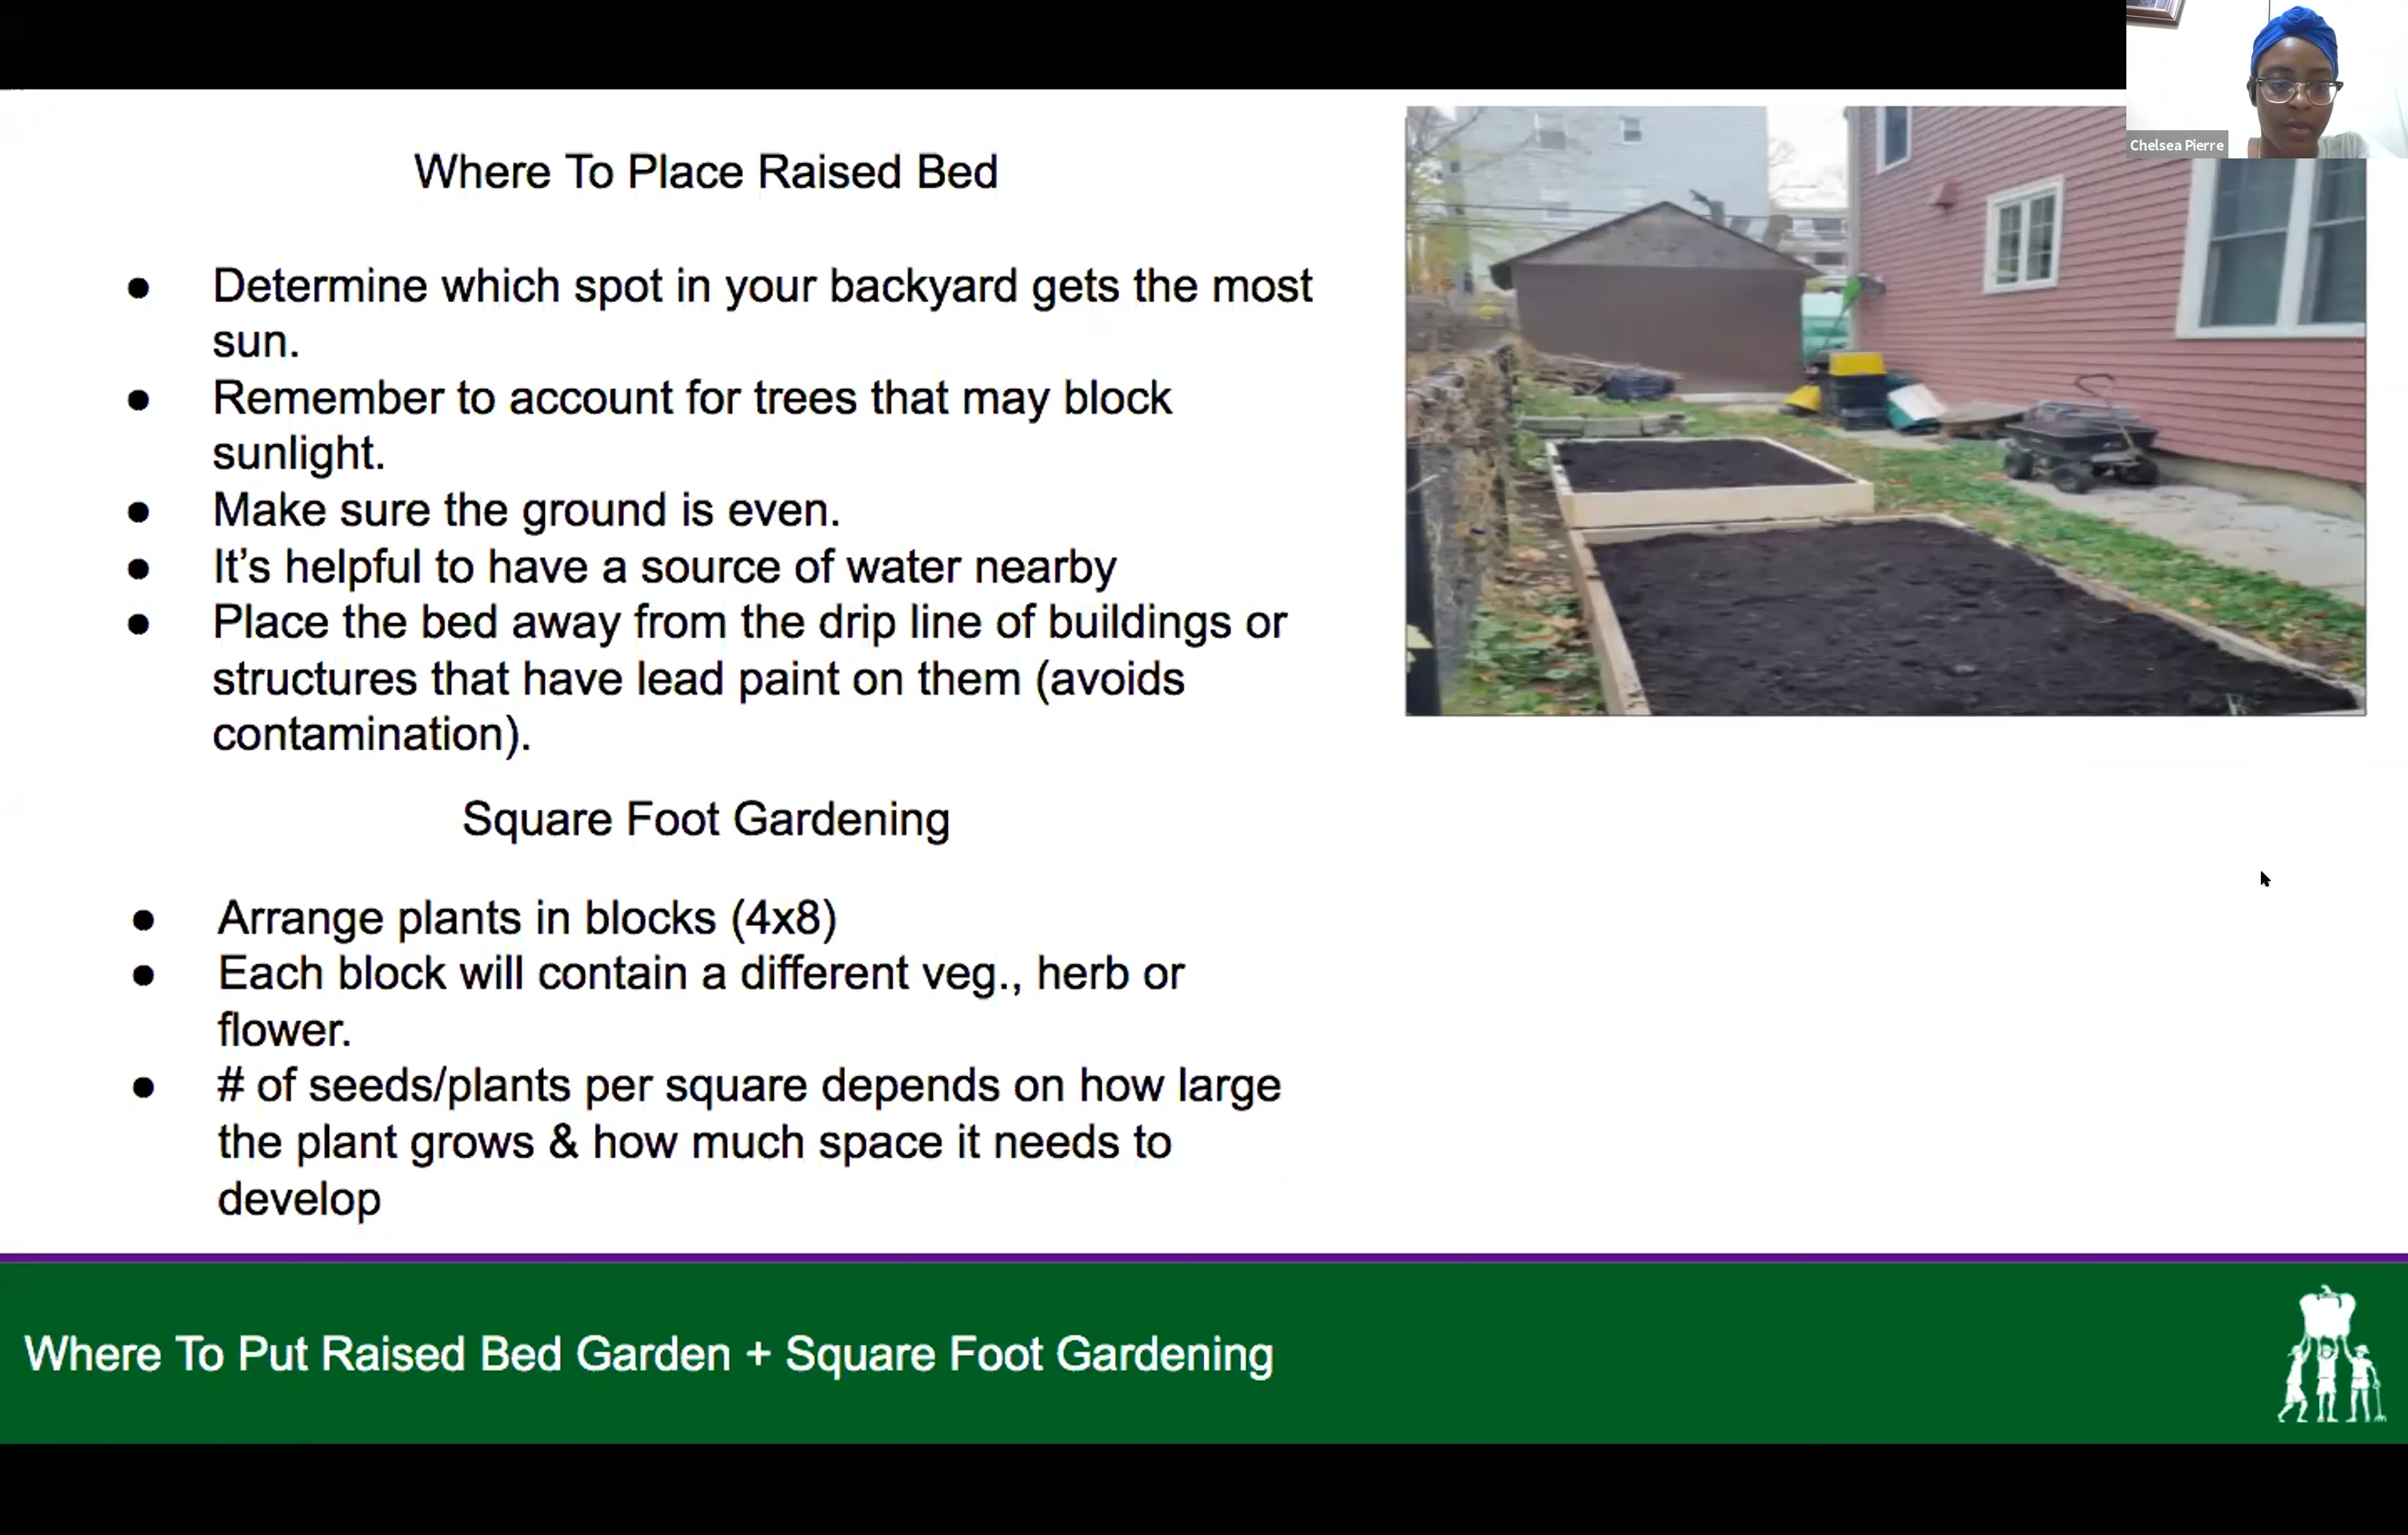 Chelsea Pierre
Where To Place Raised Bed
● Determine which spot in your backyard gets the most
sun.
● Remember to account for trees that may block
sunlight.
● Make sure the ground is even.
● It’s helpful to have a source of water nearby
● Place the bed away from the drip line of buildings or
structures that have lead paint on them (avoids
contamination).
Square Foot Gardening
● Arrange plants in blocks (4x8)
● Each block will contain a different veg., herb or
flower.
● # of seeds/plants per square depends on how large
the plant grows & how much space it needs to
develop
Where To Put Raised Bed Garden + Square Foot Gardening